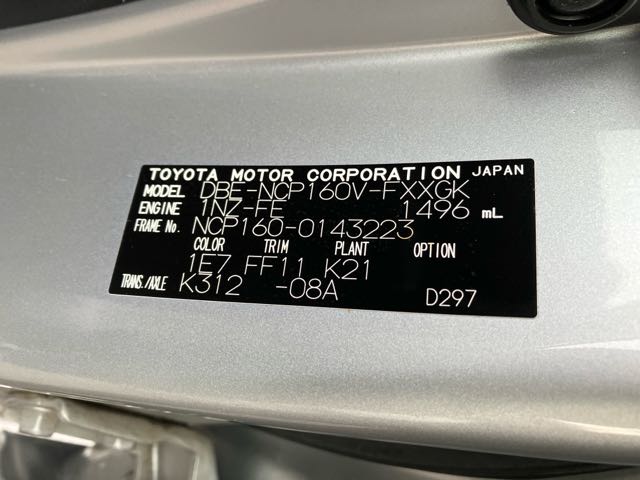 TOYOTA MOTOR CORPORATION JAPAN
MODEL DBE-NCP160V-FXXGK
ENGINE 1NZ-FE 1496 mL
FRAME No. NCP160-0143223
COLOR TRIM PLANT OPTION
1E7 FF11 K21
TRANS./AXLE K312 -08A
D297